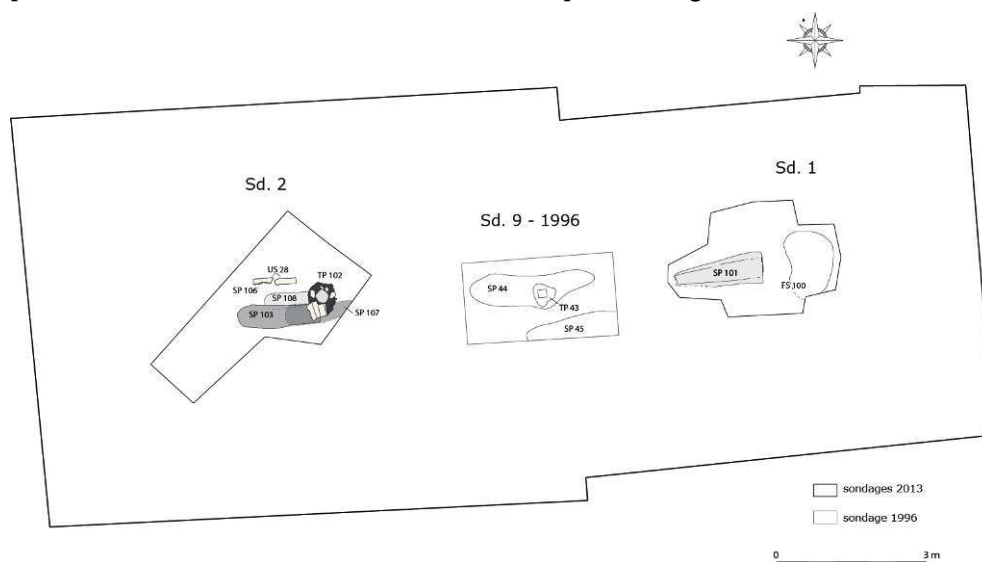 Sd. 1
Sd. 2
Sd. 9 - 1996
US 28
TP 102
SP 101
SP 44
SP 106
SP 108
FS 100
TP 43
SP 103
SP 107
SP 45
sondages 2013
sondage 1996
0 3 m